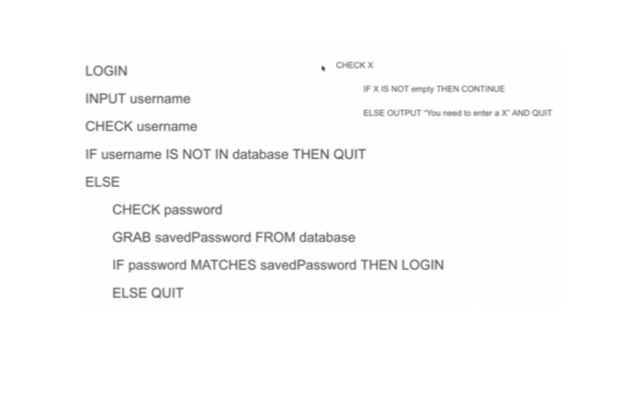 LOGIN
INPUT username
CHECK username
IF username IS NOT IN database THEN QUIT
ELSE
CHECK password
GRAB savedPassword FROM database
IF password MATCHES savedPassword THEN LOGIN
ELSE QUIT
CHECK X
IF X IS NOT empty THEN CONTINUE
ELSE OUTPUT "You need to enter a X" AND QUIT